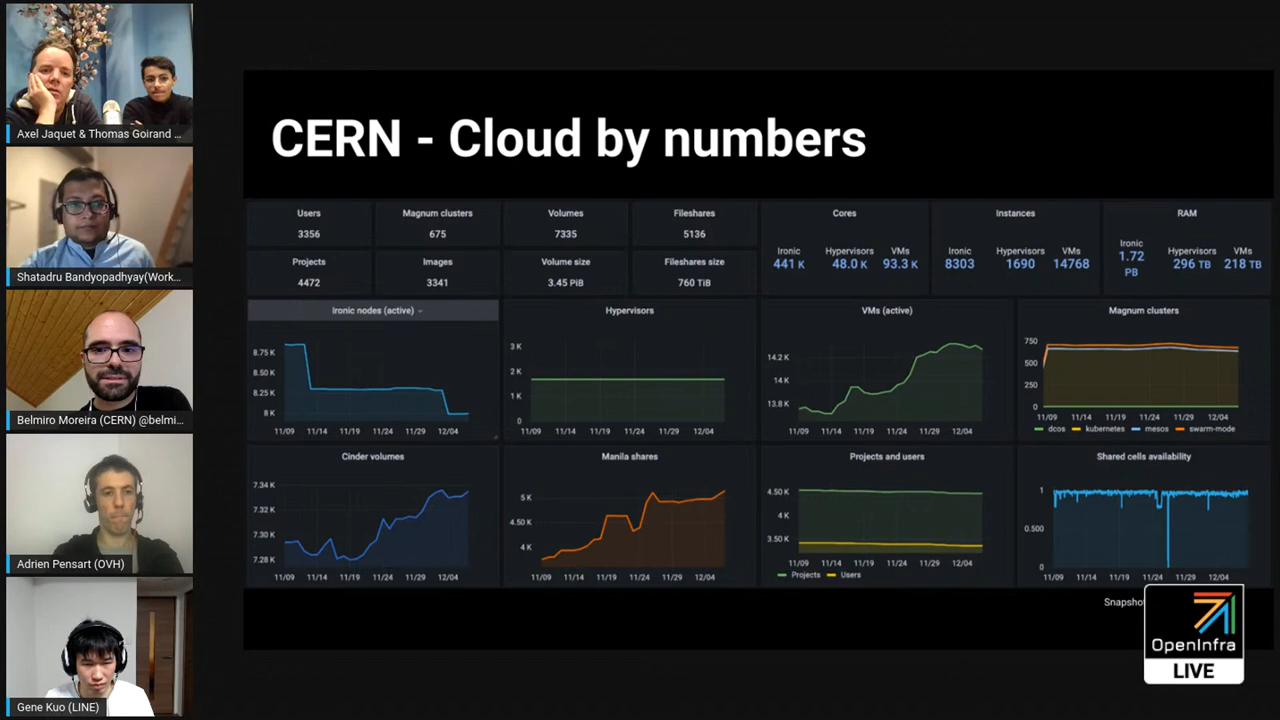 Axel Jaquet & Thomas Goirand ...
Shatadru Bandyopadhyay(Work...
Belmiro Moreira (CERN) @belmi...
Adrien Pensart (OVH)
Gene Kuo (LINE)
CERN - Cloud by numbers
Users
3356
Magnum clusters
675
Volumes
7335
Fileshares
5136
Projects
4472
Images
3341
Volume size
3.45 PiB
Fileshares size
760 TiB
Cores
Ironic Hypervisors VMs
441 K 48.0 K 93.3 K
Instances
Ironic Hypervisors VMs
8303 1690 14768
RAM
Ironic Hypervisors VMs
1.72 PB 296 TB 218 TB
Ironic nodes (active)
8.75 K
8.50 K
8.25 K
8 K
11/09 11/14 11/19 11/24 11/29 12/04
Hypervisors
3 K
2 K
1 K
0
11/09 11/14 11/19 11/24 11/29 12/04
VMs (active)
14.2 K
14 K
13.8 K
11/09 11/14 11/19 11/24 11/29 12/04
Magnum clusters
750
500
250
0
11/09 11/14 11/19 11/24 11/29 12/04
dcos kubernetes mesos swarm-mode
Cinder volumes
7.34 K
7.32 K
7.30 K
7.28 K
11/09 11/14 11/19 11/24 11/29 12/04
Manila shares
5 K
4.50 K
4 K
11/09 11/14 11/19 11/24 11/29 12/04
Projects and users
4.50 K
4 K
3.50 K
11/09 11/14 11/19 11/24 11/29 12/04
Projects Users
Shared cells availability
1
0.500
0
11/09 11/14 11/19 11/24 11/29 12/04
OpenInfra
LIVE